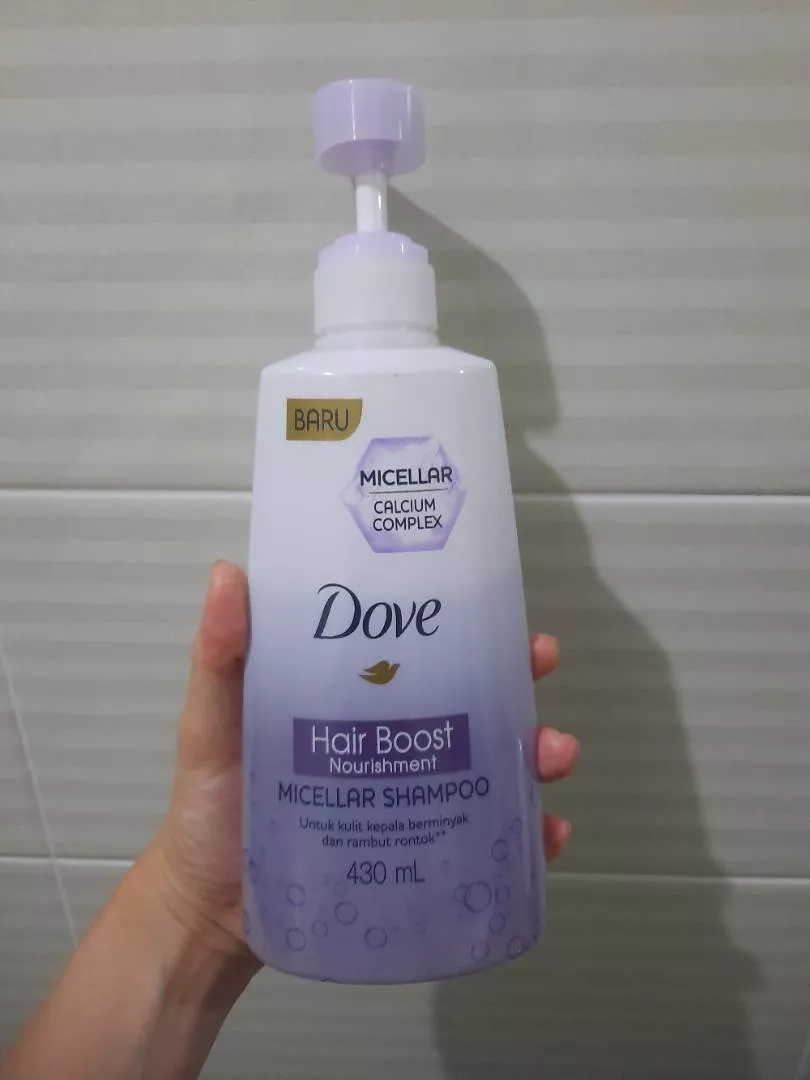 BARU
MICELLAR
CALCIUM
COMPLEX
Dove
Hair Boost
Nourishment
MICELLAR SHAMPOO
Untuk kulit kepala berminyak
dan rambut rontok**
430 mL